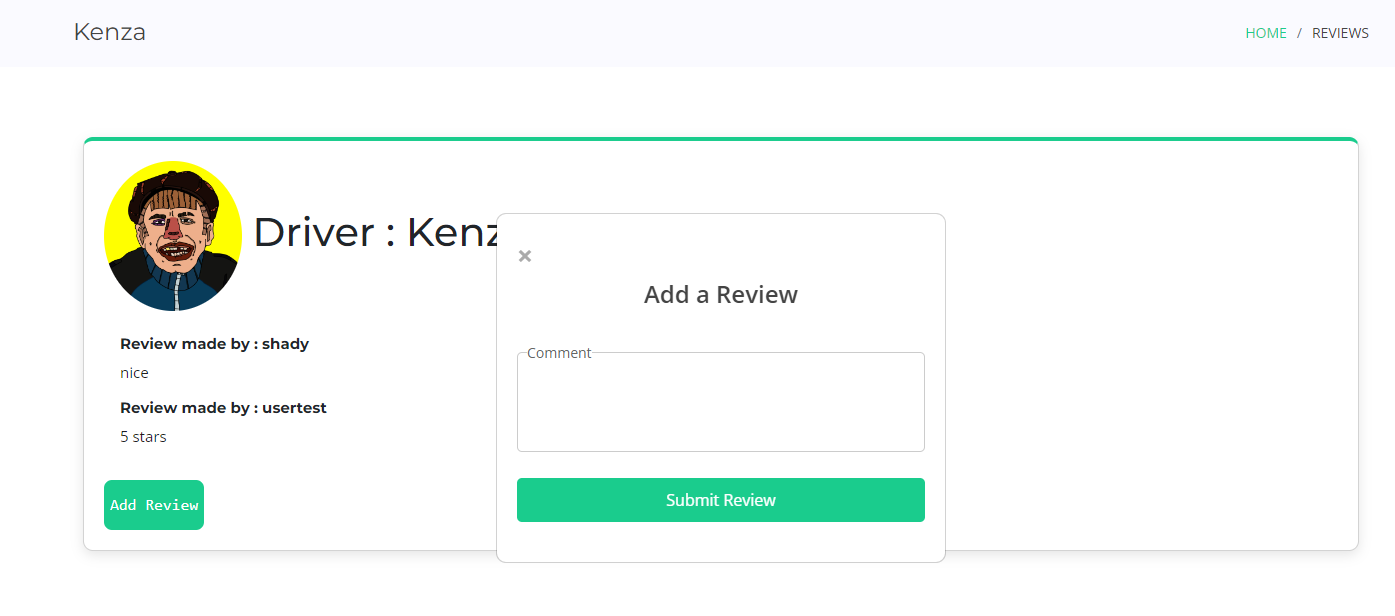 Kenza
HOME / REVIEWS
Driver : Kenz
Review made by : shady
nice
Review made by : usertest
5 stars
Add Review
×
Add a Review
Comment
Submit Review